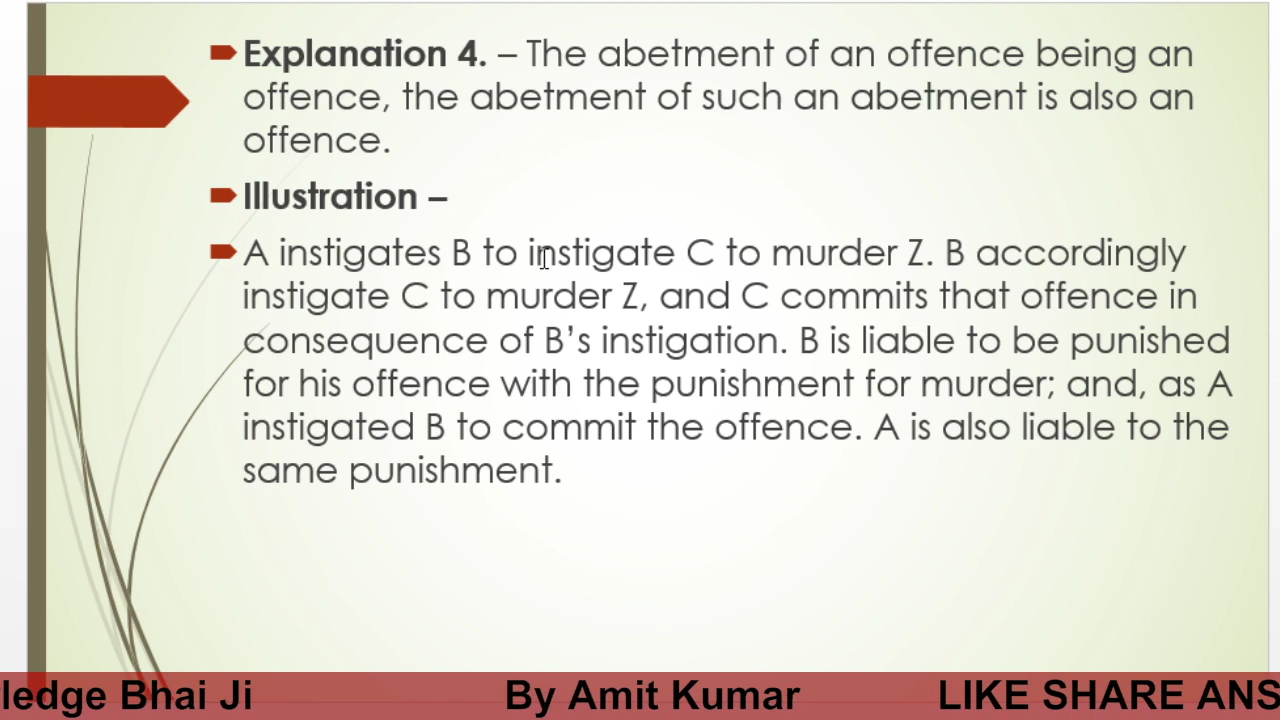 Explanation 4. – The abetment of an offence being an
offence, the abetment of such an abetment is also an
offence.
Illustration –
A instigates B to instigate C to murder Z. B accordingly
instigate C to murder Z, and C commits that offence in
consequence of B’s instigation. B is liable to be punished
for his offence with the punishment for murder; and, as A
instigated B to commit the offence. A is also liable to the
same punishment.
ledge Bhai Ji By Amit Kumar LIKE SHARE ANS